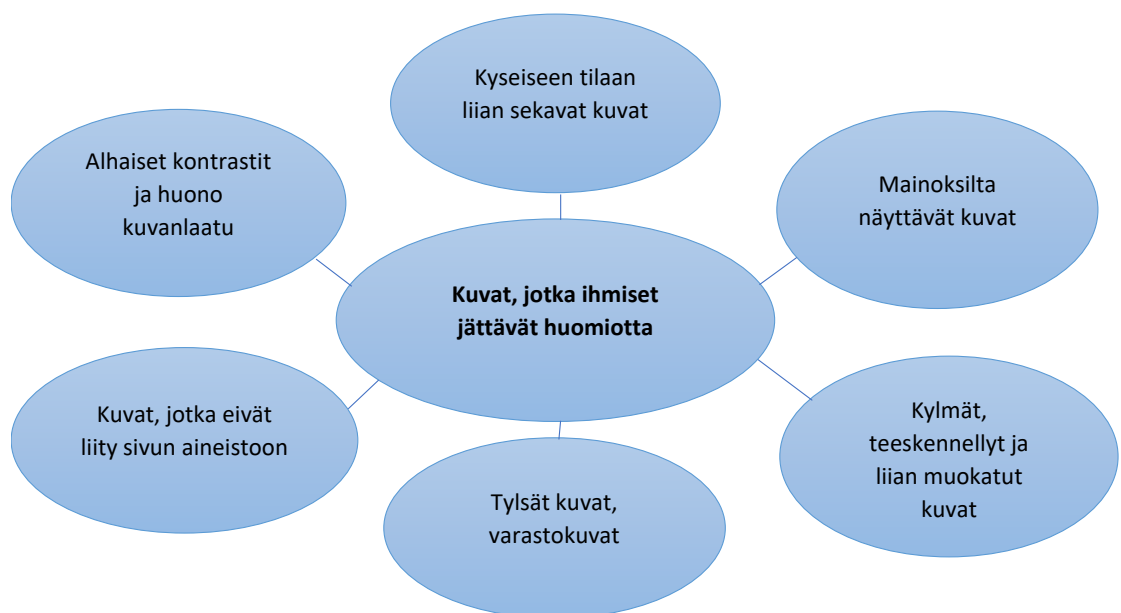 Kyseiseen tilaan
liian sekavat kuvat
Alhaiset kontrastit
ja huono
kuvanlaatu
Mainoksilta
näyttävät kuvat
Kuvat, jotka ihmiset
jättävät huomiotta
Kuvat, jotka eivät
liity sivun aineistoon
Kylmät,
teeskennellyt ja
liian muokatut
kuvat
Tylsät kuvat,
varastokuvat